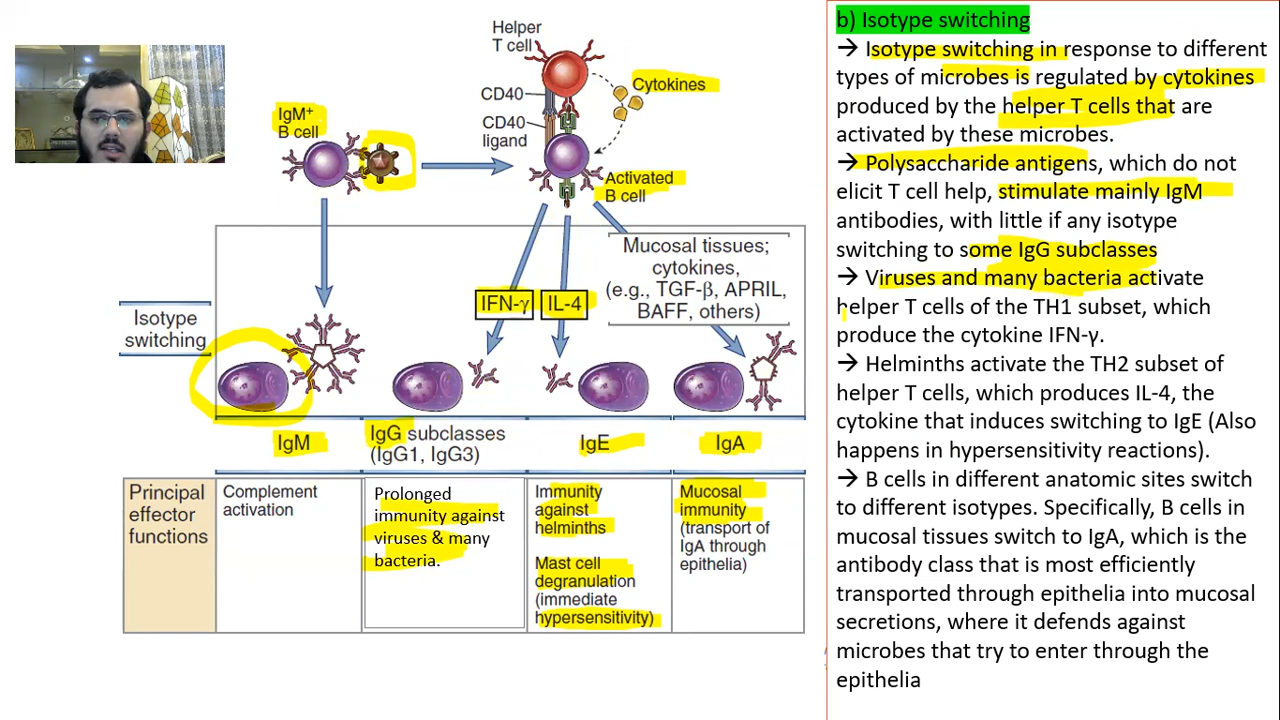 Helper
T cell
CD40
CD40
ligand
Cytokines
IgM+
B cell
Activated
B cell
Isotype
switching
IFN-γ
IL-4
Mucosal tissues;
cytokines,
(e.g., TGF-β, APRIL,
BAFF, others)
IgM
IgG subclasses
(IgG1, IgG3)
IgE
IgA
Principal
effector
functions
Complement
activation
Prolonged
immunity against
viruses & many
bacteria.
Immunity
against
helminths
Mast cell
degranulation
(immediate
hypersensitivity)
Mucosal
immunity
(transport of
IgA through
epithelia)
b) Isotype switching
→ Isotype switching in response to different
types of microbes is regulated by cytokines
produced by the helper T cells that are
activated by these microbes.
→ Polysaccharide antigens, which do not
elicit T cell help, stimulate mainly IgM
antibodies, with little if any isotype
switching to some IgG subclasses
→ Viruses and many bacteria activate
helper T cells of the TH1 subset, which
produce the cytokine IFN-γ.
→ Helminths activate the TH2 subset of
helper T cells, which produces IL-4, the
cytokine that induces switching to IgE (Also
happens in hypersensitivity reactions).
→ B cells in different anatomic sites switch
to different isotypes. Specifically, B cells in
mucosal tissues switch to IgA, which is the
antibody class that is most efficiently
transported through epithelia into mucosal
secretions, where it defends against
microbes that try to enter through the
epithelia